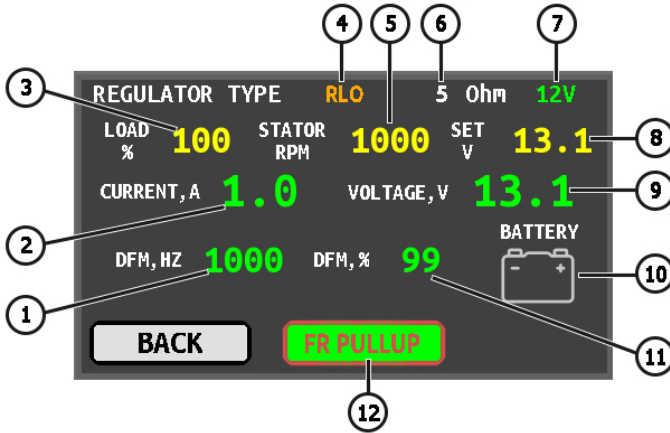 4 5 6 7
3
REGULATOR TYPE RLO 5 Ohm 12V
LOAD % 100 STATOR RPM 1000 SET V 13.1
8
CURRENT,A 1.0 VOLTAGE,V 13.1
9
2
BATTERY
- +
DFM,HZ 1000 DFM,% 99
10
1
BACK FR PULLUP
11
12